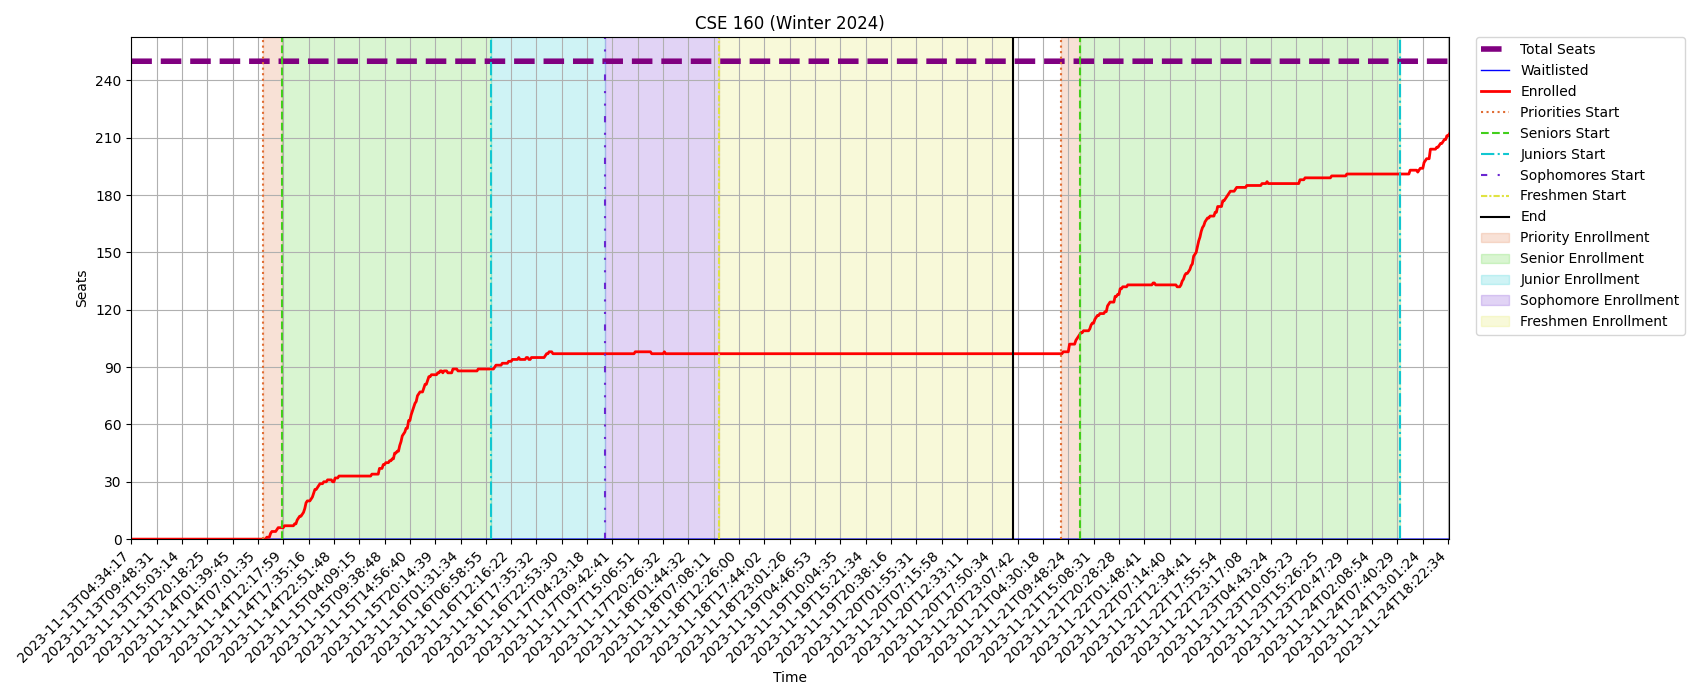 CSE 160 (Winter 2024)
Seats
240
210
180
150
120
90
60
30
0
2023-11-13T04:34:17
2023-11-13T09:48:31
2023-11-13T15:03:14
2023-11-13T20:18:25
2023-11-14T01:39:45
2023-11-14T07:01:35
2023-11-14T12:17:59
2023-11-14T17:35:16
2023-11-14T22:51:48
2023-11-15T04:09:15
2023-11-15T09:38:48
2023-11-15T14:56:40
2023-11-15T20:14:39
2023-11-16T01:31:34
2023-11-16T06:58:55
2023-11-16T12:16:22
2023-11-16T17:35:32
2023-11-16T22:53:30
2023-11-17T04:23:18
2023-11-17T09:42:41
2023-11-17T15:06:51
2023-11-17T20:26:32
2023-11-18T01:44:32
2023-11-18T07:08:11
2023-11-18T12:26:00
2023-11-18T17:44:02
2023-11-18T23:01:26
2023-11-19T04:46:53
2023-11-19T10:04:35
2023-11-19T15:21:34
2023-11-19T20:38:16
2023-11-20T01:55:31
2023-11-20T07:15:58
2023-11-20T12:33:11
2023-11-20T17:50:34
2023-11-20T23:07:42
2023-11-21T04:30:18
2023-11-21T09:48:24
2023-11-21T15:08:31
2023-11-21T20:28:28
2023-11-22T01:48:41
2023-11-22T07:14:40
2023-11-22T12:34:41
2023-11-22T17:55:54
2023-11-22T23:17:08
2023-11-23T04:43:24
2023-11-23T10:05:23
2023-11-23T15:26:25
2023-11-23T20:47:29
2023-11-24T02:08:54
2023-11-24T07:40:29
2023-11-24T13:01:24
2023-11-24T18:22:34
Time
Total Seats
Waitlisted
Enrolled
Priorities Start
Seniors Start
Juniors Start
Sophomores Start
Freshmen Start
End
Priority Enrollment
Senior Enrollment
Junior Enrollment
Sophomore Enrollment
Freshmen Enrollment